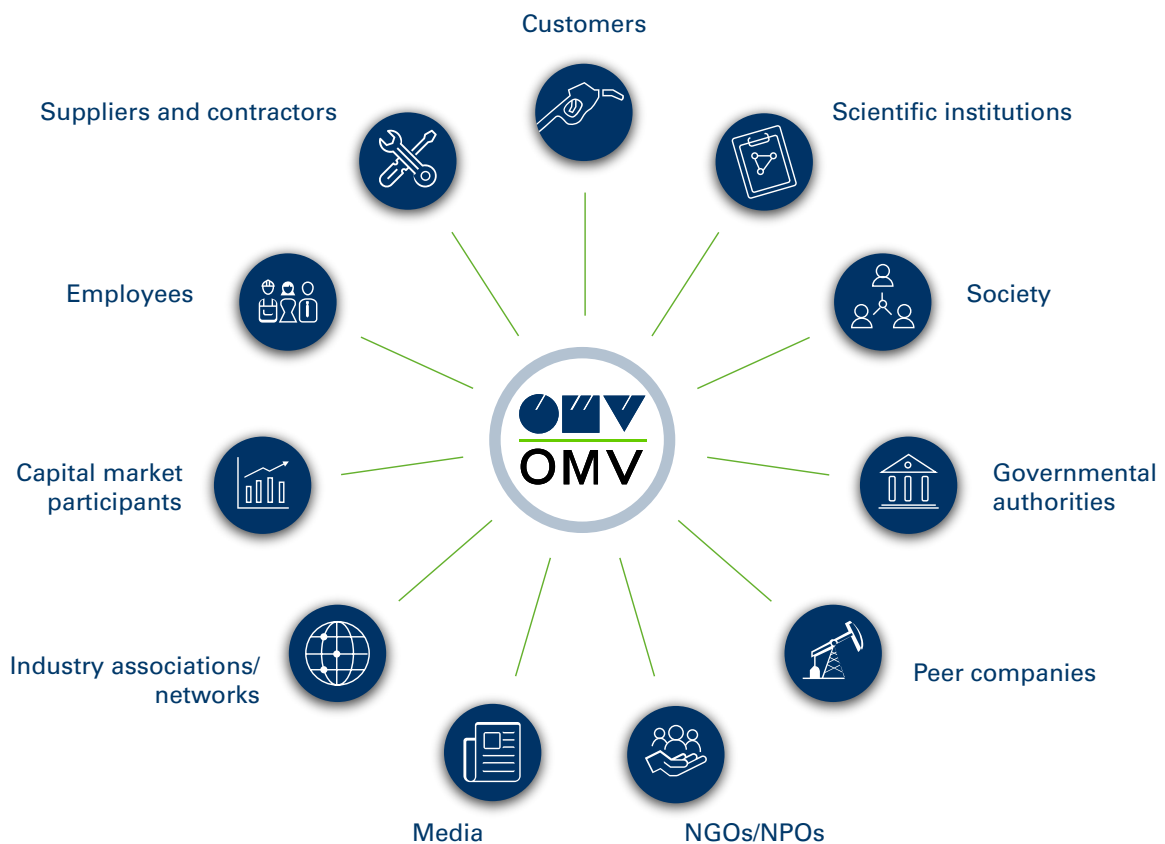 Customers
Suppliers and contractors
Scientific institutions
Employees
Society
OMV
OMV
Capital market
participants
Governmental
authorities
Industry associations/
networks
Peer companies
Media
NGOs/NPOs